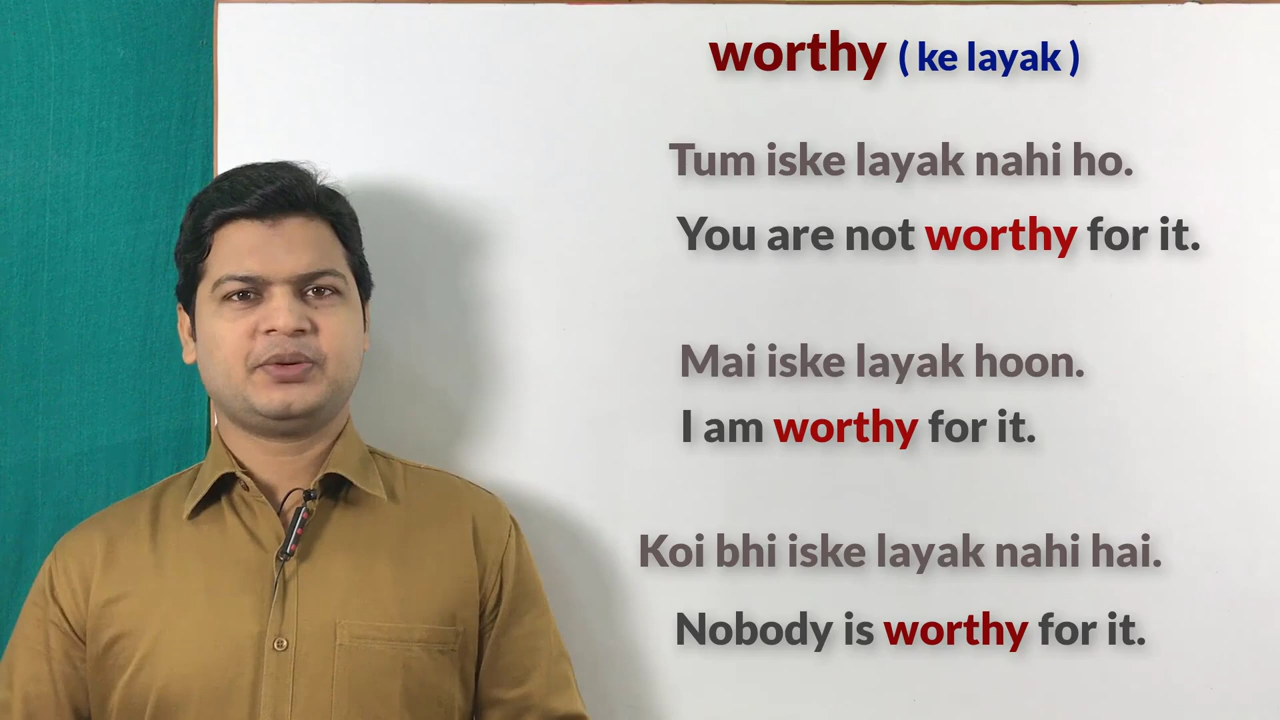 worthy ( ke layak )
Tum iske layak nahi ho.
You are not worthy for it.
Mai iske layak hoon.
I am worthy for it.
Koi bhi iske layak nahi hai.
Nobody is worthy for it.